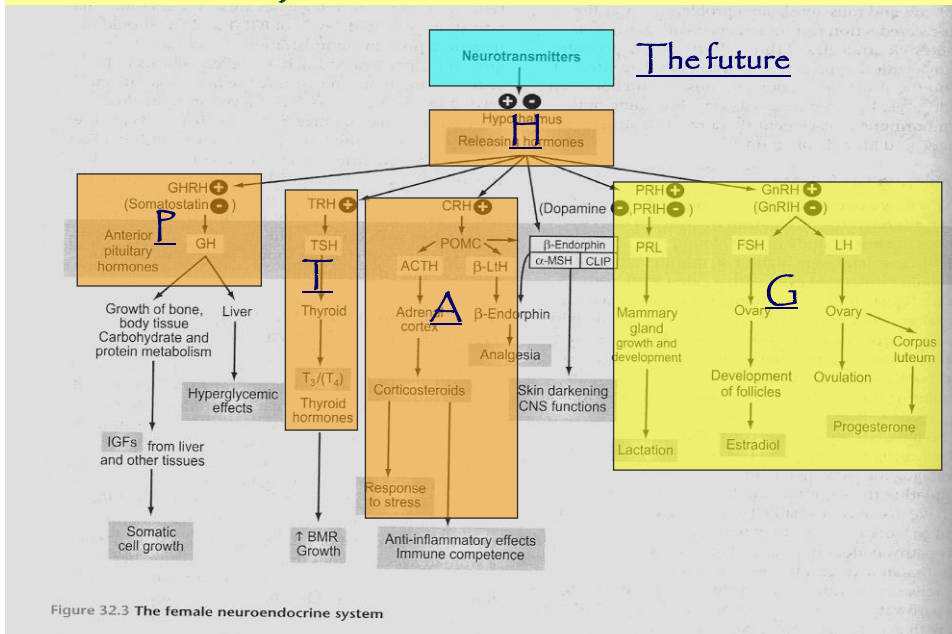 Neurotransmitters
The future
+ -
Hypothalamus
H
Releasing hormones
GHRH +
(Somatostatin -)
TRH +
CRH +
PRH +
(Dopamine -,PRIH -)
GnRH +
(GnRIH -)
P
Anterior
pituitary
hormones
GH
TSH
POMC
ACTH
β-LtH
β-Endorphin
α-MSH CLIP
PRL
FSH
LH
T
A
G
Growth of bone,
body tissue
Carbohydrate and
protein metabolism
Liver
Thyroid
Adrenal
cortex
β-Endorphin
Mammary
gland
growth and
development
Ovary
Ovary
Corpus
luteum
Analgesia
Hyperglycemic
effects
T3/(T4)
Thyroid
hormones
Corticosteroids
Skin darkening
CNS functions
Development
of follicles
Ovulation
Progesterone
IGFs from liver
and other tissues
Lactation
Estradiol
Response
to stress
Somatic
cell growth
↑ BMR
Growth
Anti-inflammatory effects
Immune competence
Figure 32.3 The female neuroendocrine system